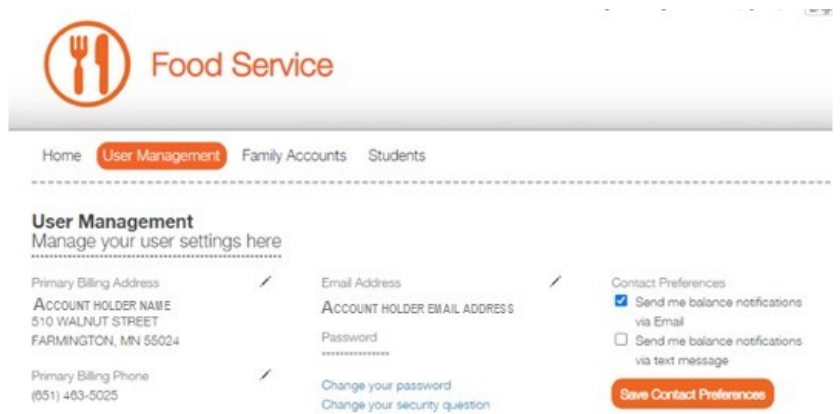 Food Service
Home User Management Family Accounts Students
User Management
Manage your user settings here
Primary Billing Address
ACCOUNT HOLDER NAME
510 WALNUT STREET
FARMINGTON, MN 55024
Primary Billing Phone
(651) 463-5025
Email Address
ACCOUNT HOLDER EMAIL ADDRESS
Password
***************
Change your password
Change your security question
Contact Preferences
Send me balance notifications
via Email
Send me balance notifications
via text message
Save Contact Preferences